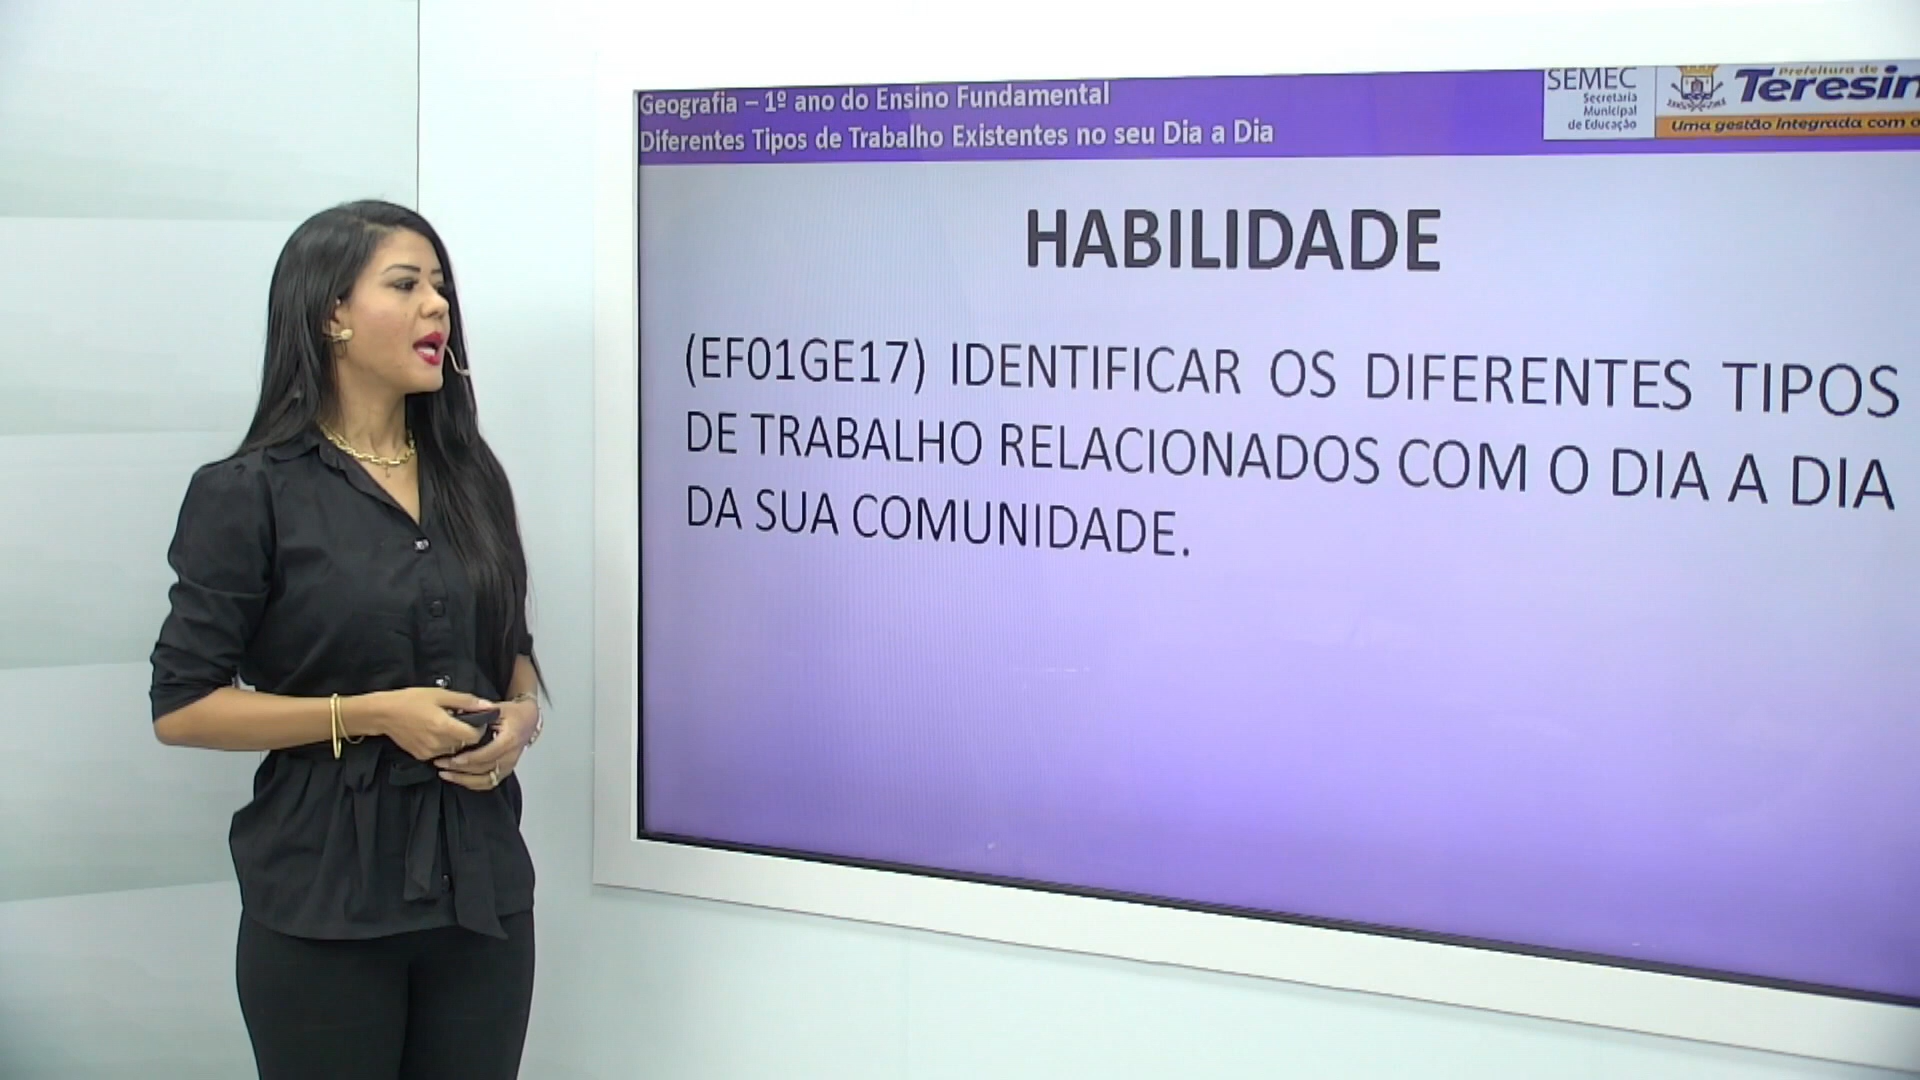 Geografia – 1º ano do Ensino Fundamental
Diferentes Tipos de Trabalho Existentes no seu Dia a Dia
SEMEC
Secretaria
Municipal
de Educação
Prefeitura de
Teresin
Uma gestão integrada com o
HABILIDADE
(EF01GE17) IDENTIFICAR OS DIFERENTES TIPOS
DE TRABALHO RELACIONADOS COM O DIA A DIA
DA SUA COMUNIDADE.